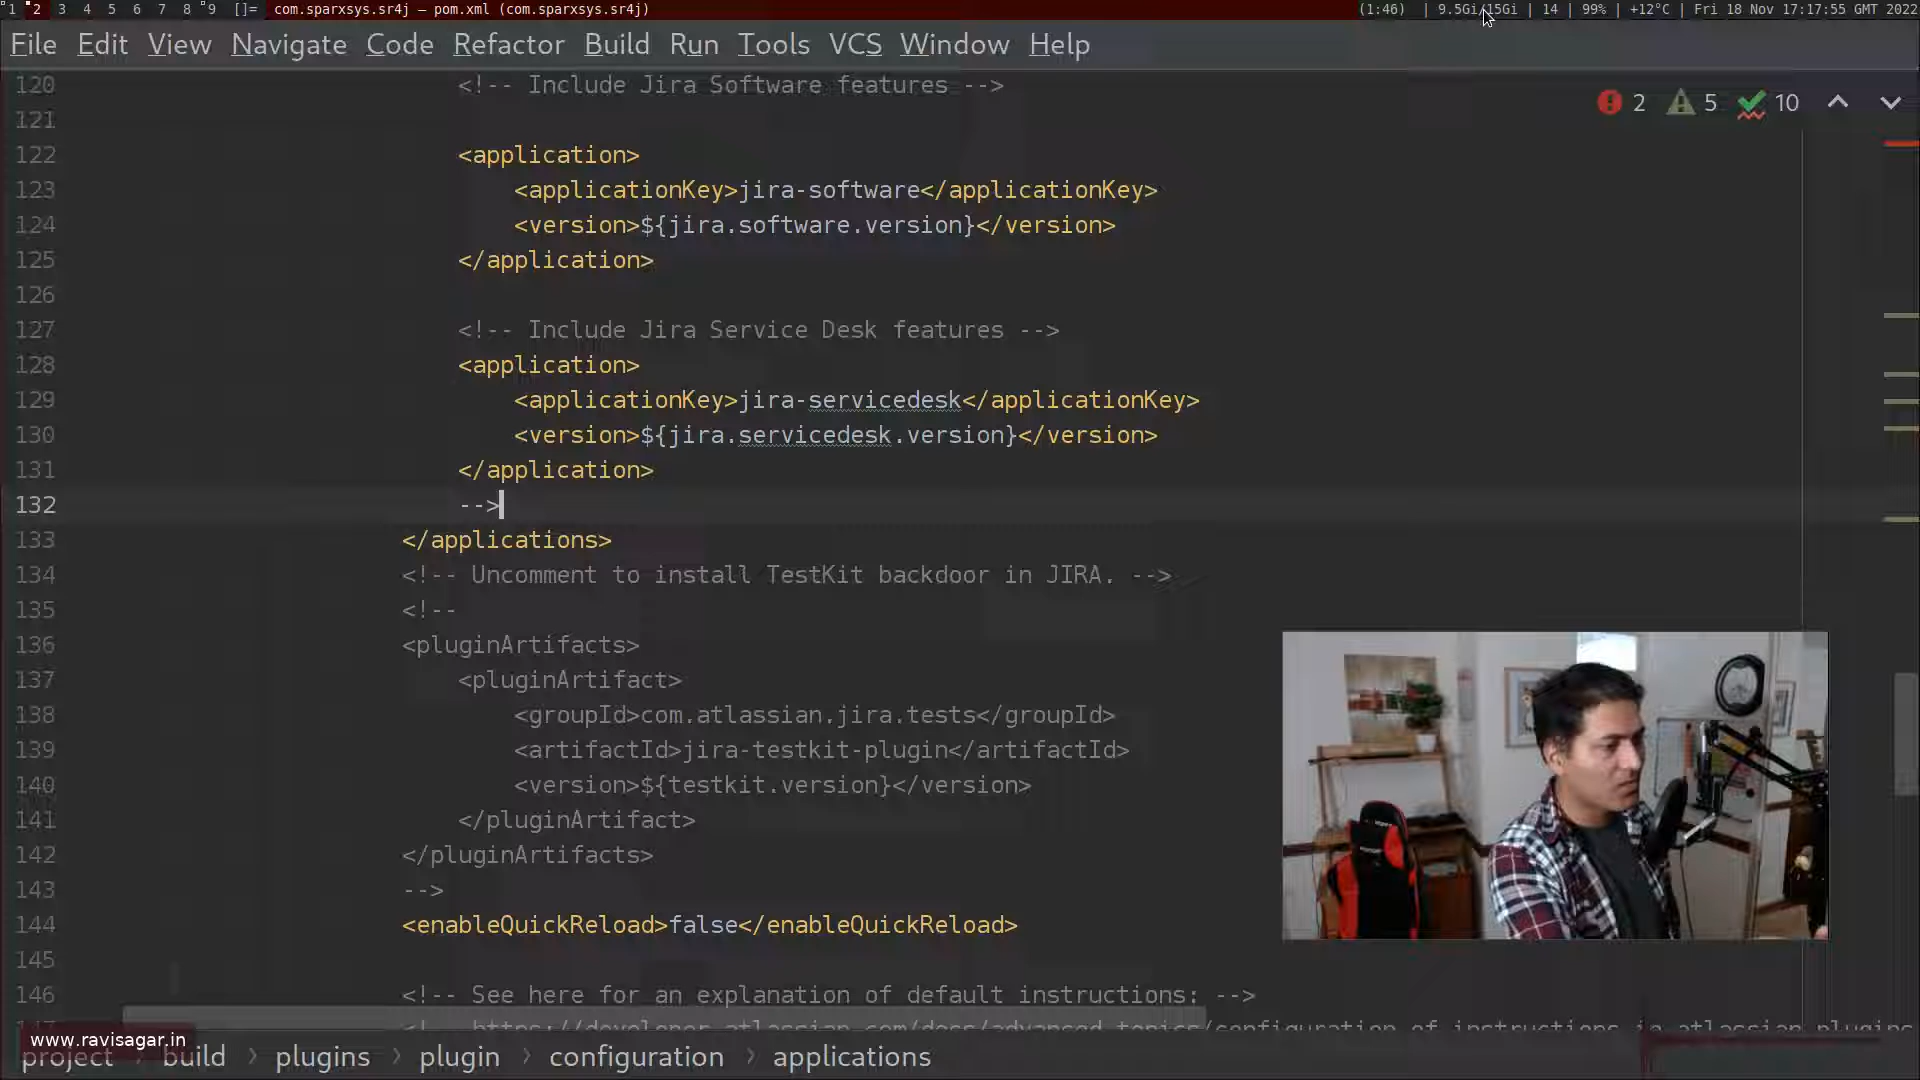 1 2 3 4 5 6 7 8 9 []= com.sparxsys.sr4j – pom.xml (com.sparxsys.sr4j) (1:46) | 9.5Gi/15Gi | 14 | 99% | +12°C | Fri 18 Nov 17:17:55 GMT 2022
File Edit View Navigate Code Refactor Build Run Tools VCS Window Help
2 5 10
120 <!-- Include Jira Software features -->
121
122 <application>
123 <applicationKey>jira-software</applicationKey>
124 <version>${jira.software.version}</version>
125 </application>
126
127 <!-- Include Jira Service Desk features -->
128 <application>
129 <applicationKey>jira-servicedesk</applicationKey>
130 <version>${jira.servicedesk.version}</version>
131 </application>
132 -->
133 </applications>
134 <!-- Uncomment to install TestKit backdoor in JIRA. -->
135 <!--
136 <pluginArtifacts>
137 <pluginArtifact>
138 <groupId>com.atlassian.jira.tests</groupId>
139 <artifactId>jira-testkit-plugin</artifactId>
140 <version>${testkit.version}</version>
141 </pluginArtifact>
142 </pluginArtifacts>
143 -->
144 <enableQuickReload>false</enableQuickReload>
145
146 <!-- See here for an explanation of default instructions: -->
www.ravisagar.in
project > build > plugins > plugin > configuration > applications